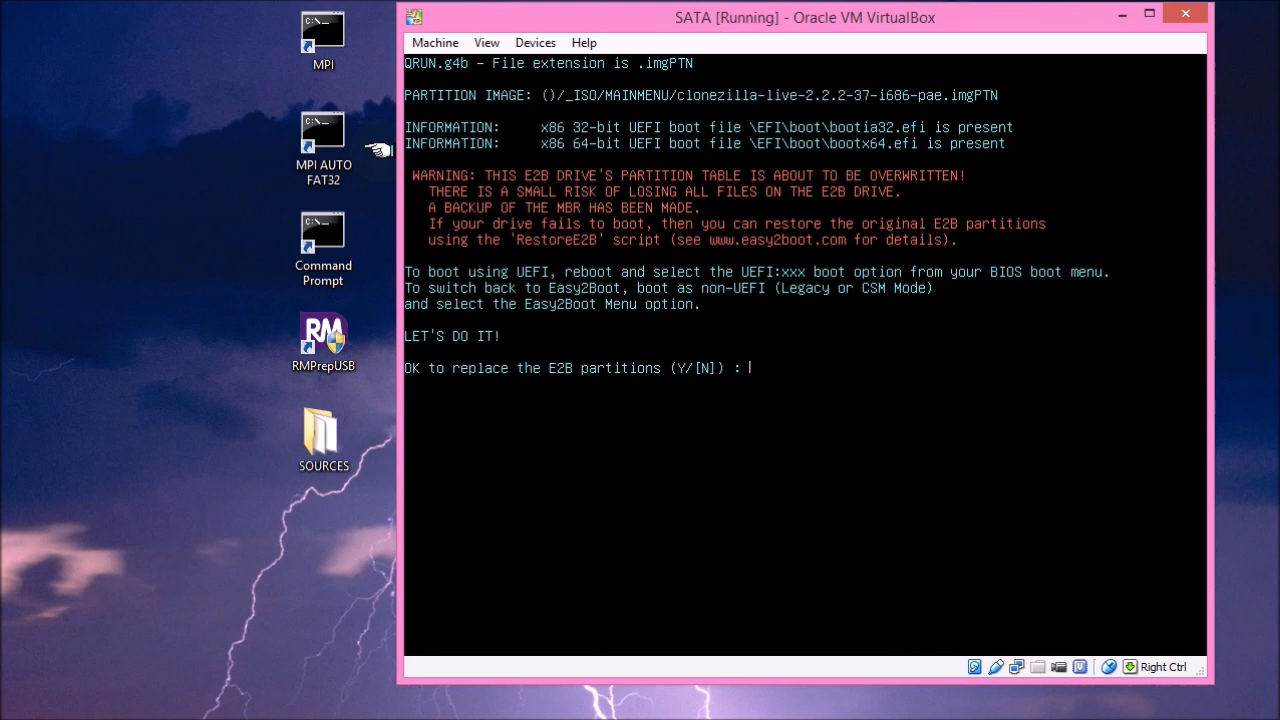 MPI
MPI AUTO
FAT32
Command
Prompt
RM
RMPrepUSB
SOURCES
SATA [Running] - Oracle VM VirtualBox
Machine View Devices Help
QRUN.g4b – File extension is .imgPTN
PARTITION IMAGE: ()/_ISO/MAINMENU/clonezilla-live-2.2.2-37-i686-pae.imgPTN
INFORMATION: x86 32-bit UEFI boot file \EFI\boot\bootia32.efi is present
INFORMATION: x86 64-bit UEFI boot file \EFI\boot\bootx64.efi is present
WARNING: THIS E2B DRIVE'S PARTITION TABLE IS ABOUT TO BE OVERWRITTEN!
THERE IS A SMALL RISK OF LOSING ALL FILES ON THE E2B DRIVE.
A BACKUP OF THE MBR HAS BEEN MADE.
If your drive fails to boot, then you can restore the original E2B partitions
using the 'RestoreE2B' script (see www.easy2boot.com for details).
To boot using UEFI, reboot and select the UEFI:xxx boot option from your BIOS boot menu.
To switch back to Easy2Boot, boot as non-UEFI (Legacy or CSM Mode)
and select the Easy2Boot Menu option.
LET'S DO IT!
OK to replace the E2B partitions (Y/[N]) :
Right Ctrl